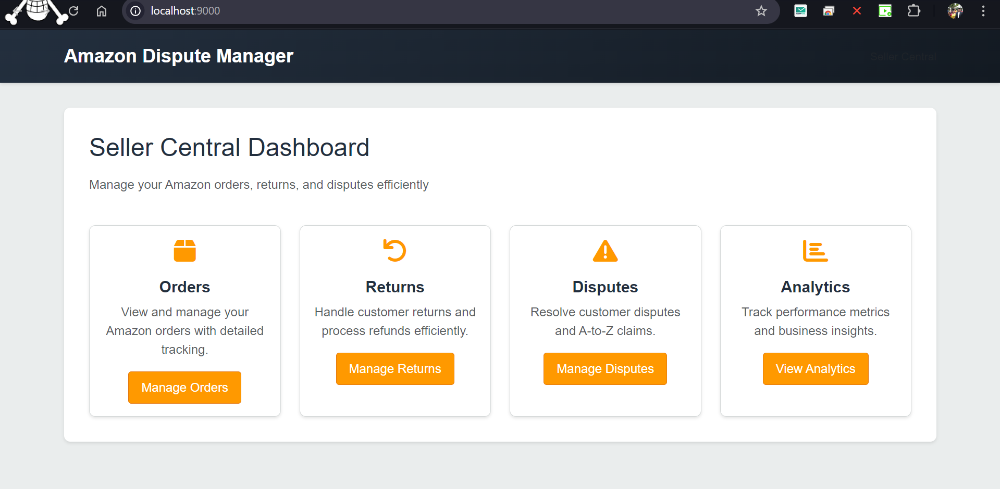 localhost:9000
Amazon Dispute Manager
Seller Central
Seller Central Dashboard
Manage your Amazon orders, returns, and disputes efficiently
Orders
View and manage your
Amazon orders with detailed
tracking.
Manage Orders
Returns
Handle customer returns and
process refunds efficiently.
Manage Returns
Disputes
Resolve customer disputes
and A-to-Z claims.
Manage Disputes
Analytics
Track performance metrics
and business insights.
View Analytics